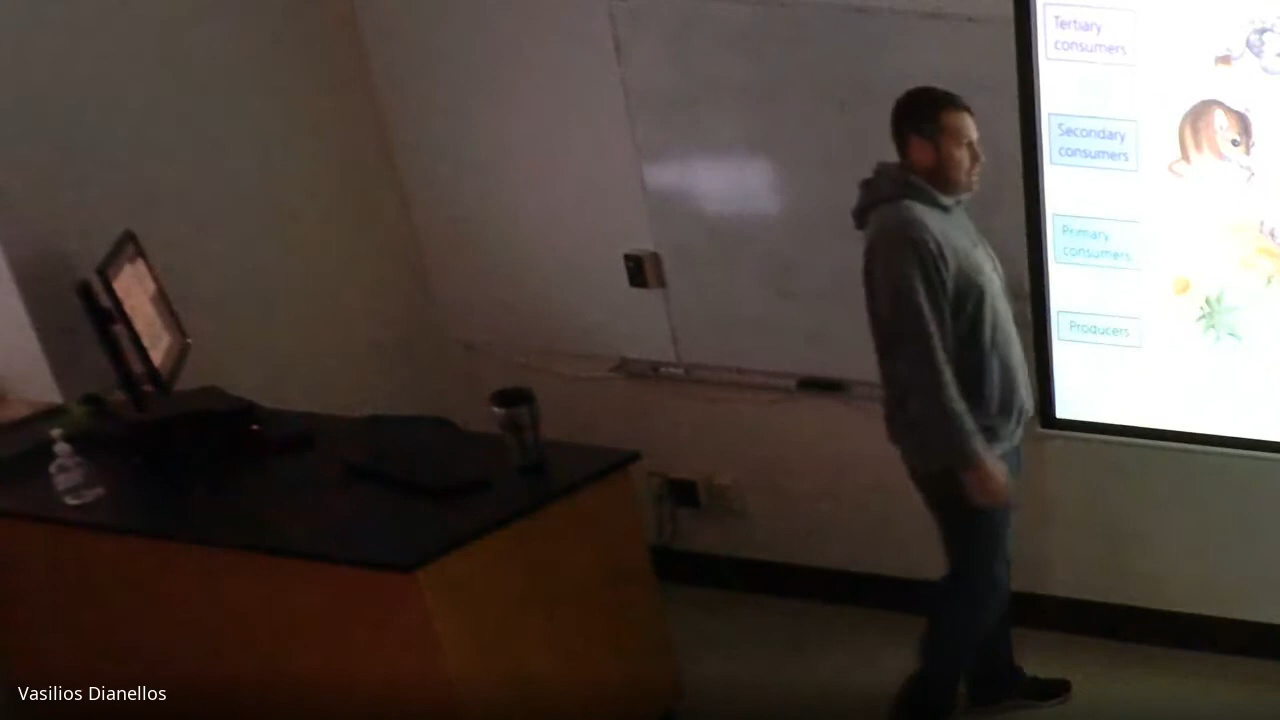 Tertiary
consumers
Secondary
consumers
Primary
consumers
Producers
Vasilios Dianellos